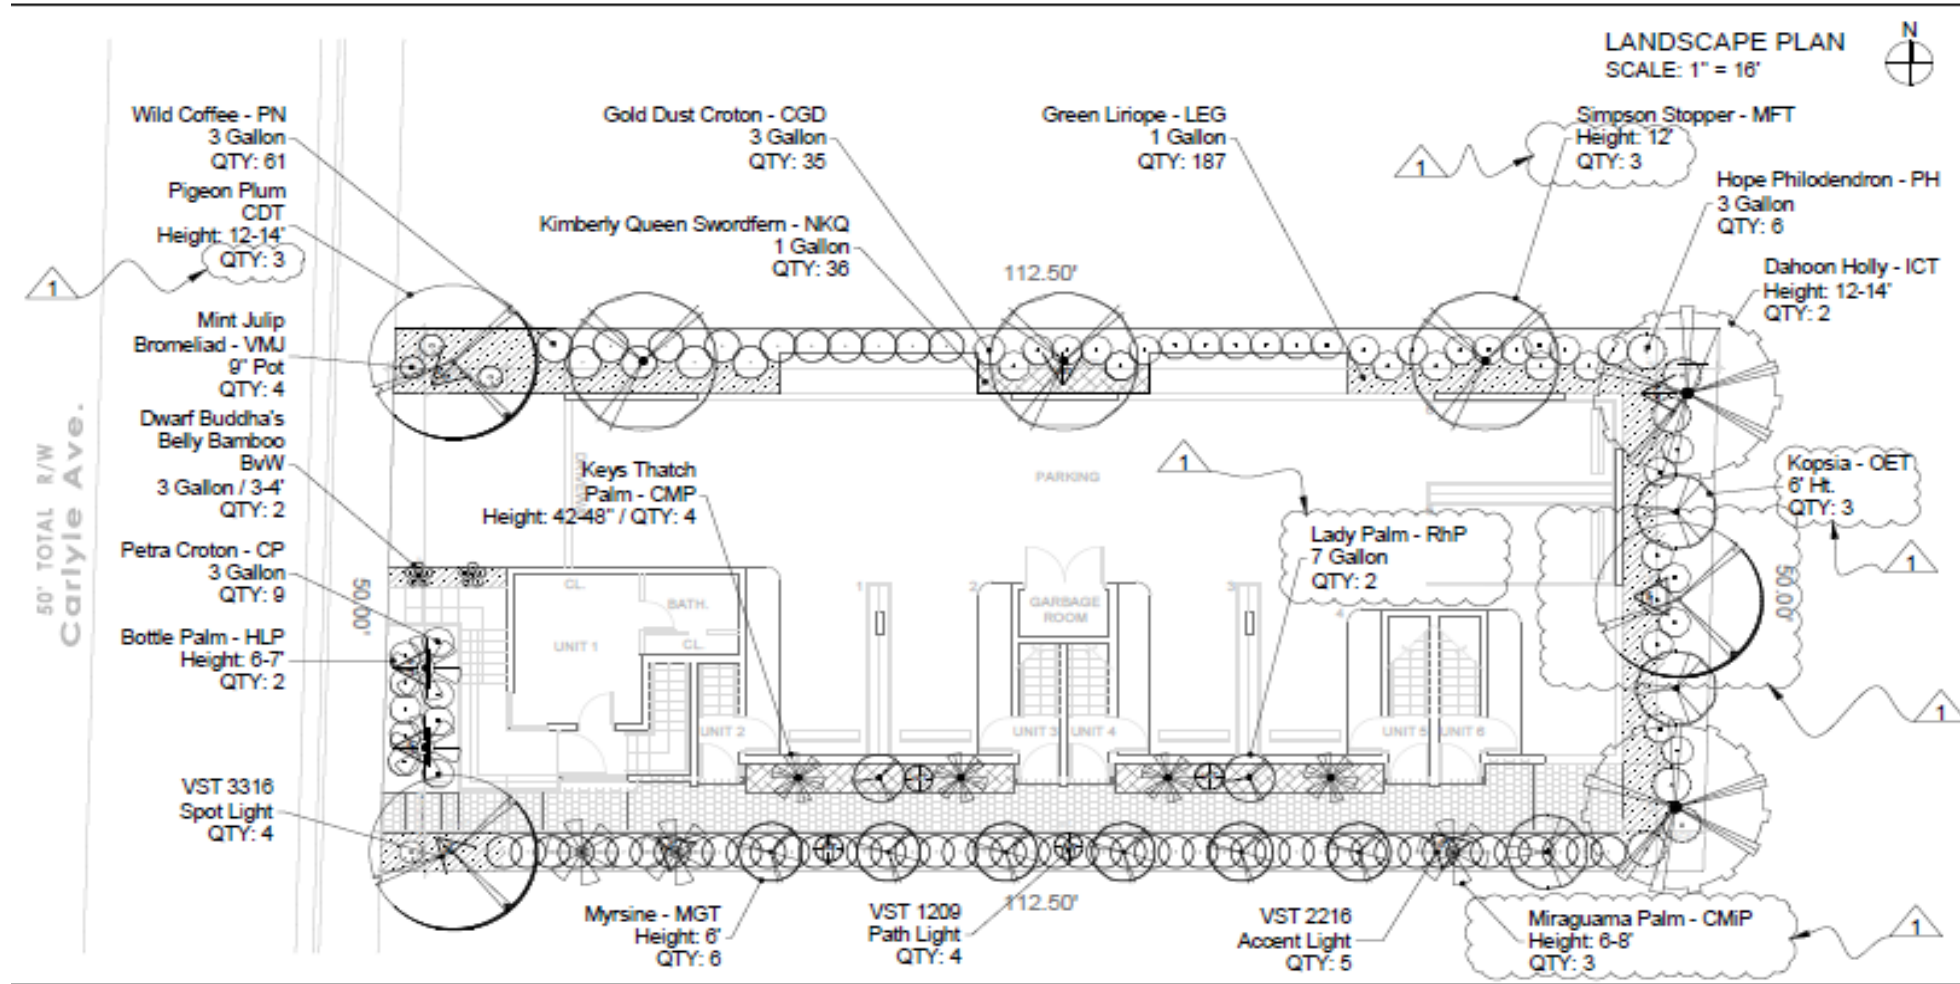 LANDSCAPE PLAN
SCALE: 1" = 16'
N
Wild Coffee - PN
3 Gallon
QTY: 61
Gold Dust Croton - CGD
3 Gallon
QTY: 35
Green Liriope - LEG
1 Gallon
QTY: 187
Simpson Stopper - MFT
Height: 12'
QTY: 3
1
Pigeon Plum
CDT
Height: 12-14'
QTY: 3
1
Kimberly Queen Swordfern - NKQ
1 Gallon
QTY: 36
112.50'
Hope Philodendron - PH
3 Gallon
QTY: 6
Dahoon Holly - ICT
Height: 12-14'
QTY: 2
Mint Julip
Bromeliad - VMJ
9" Pot
QTY: 4
Dwarf Buddha's
Belly Bamboo
BvW
3 Gallon / 3-4'
QTY: 2
50' TOTAL R/W
Carlyle Ave.
Keys Thatch
Palm - CMP
Height: 42-48" / QTY: 4
PARKING
1
Lady Palm - RhP
7 Gallon
QTY: 2
Kopsia - OET
6' Ht.
QTY: 3
1
Petra Croton - CP
3 Gallon
QTY: 9
50.00'
50.00'
CL.
BATH.
CL.
UNIT 1
1
2
GARBAGE
ROOM
3
4
Bottle Palm - HLP
Height: 6-7'
QTY: 2
UNIT 2
UNIT 3
UNIT 4
UNIT 5
UNIT 6
1
VST 3316
Spot Light
QTY: 4
Myrsine - MGT
Height: 6'
QTY: 6
VST 1209
Path Light
QTY: 4
112.50'
VST 2216
Accent Light
QTY: 5
Miraguama Palm - CMiP
Height: 6-8'
QTY: 3
1